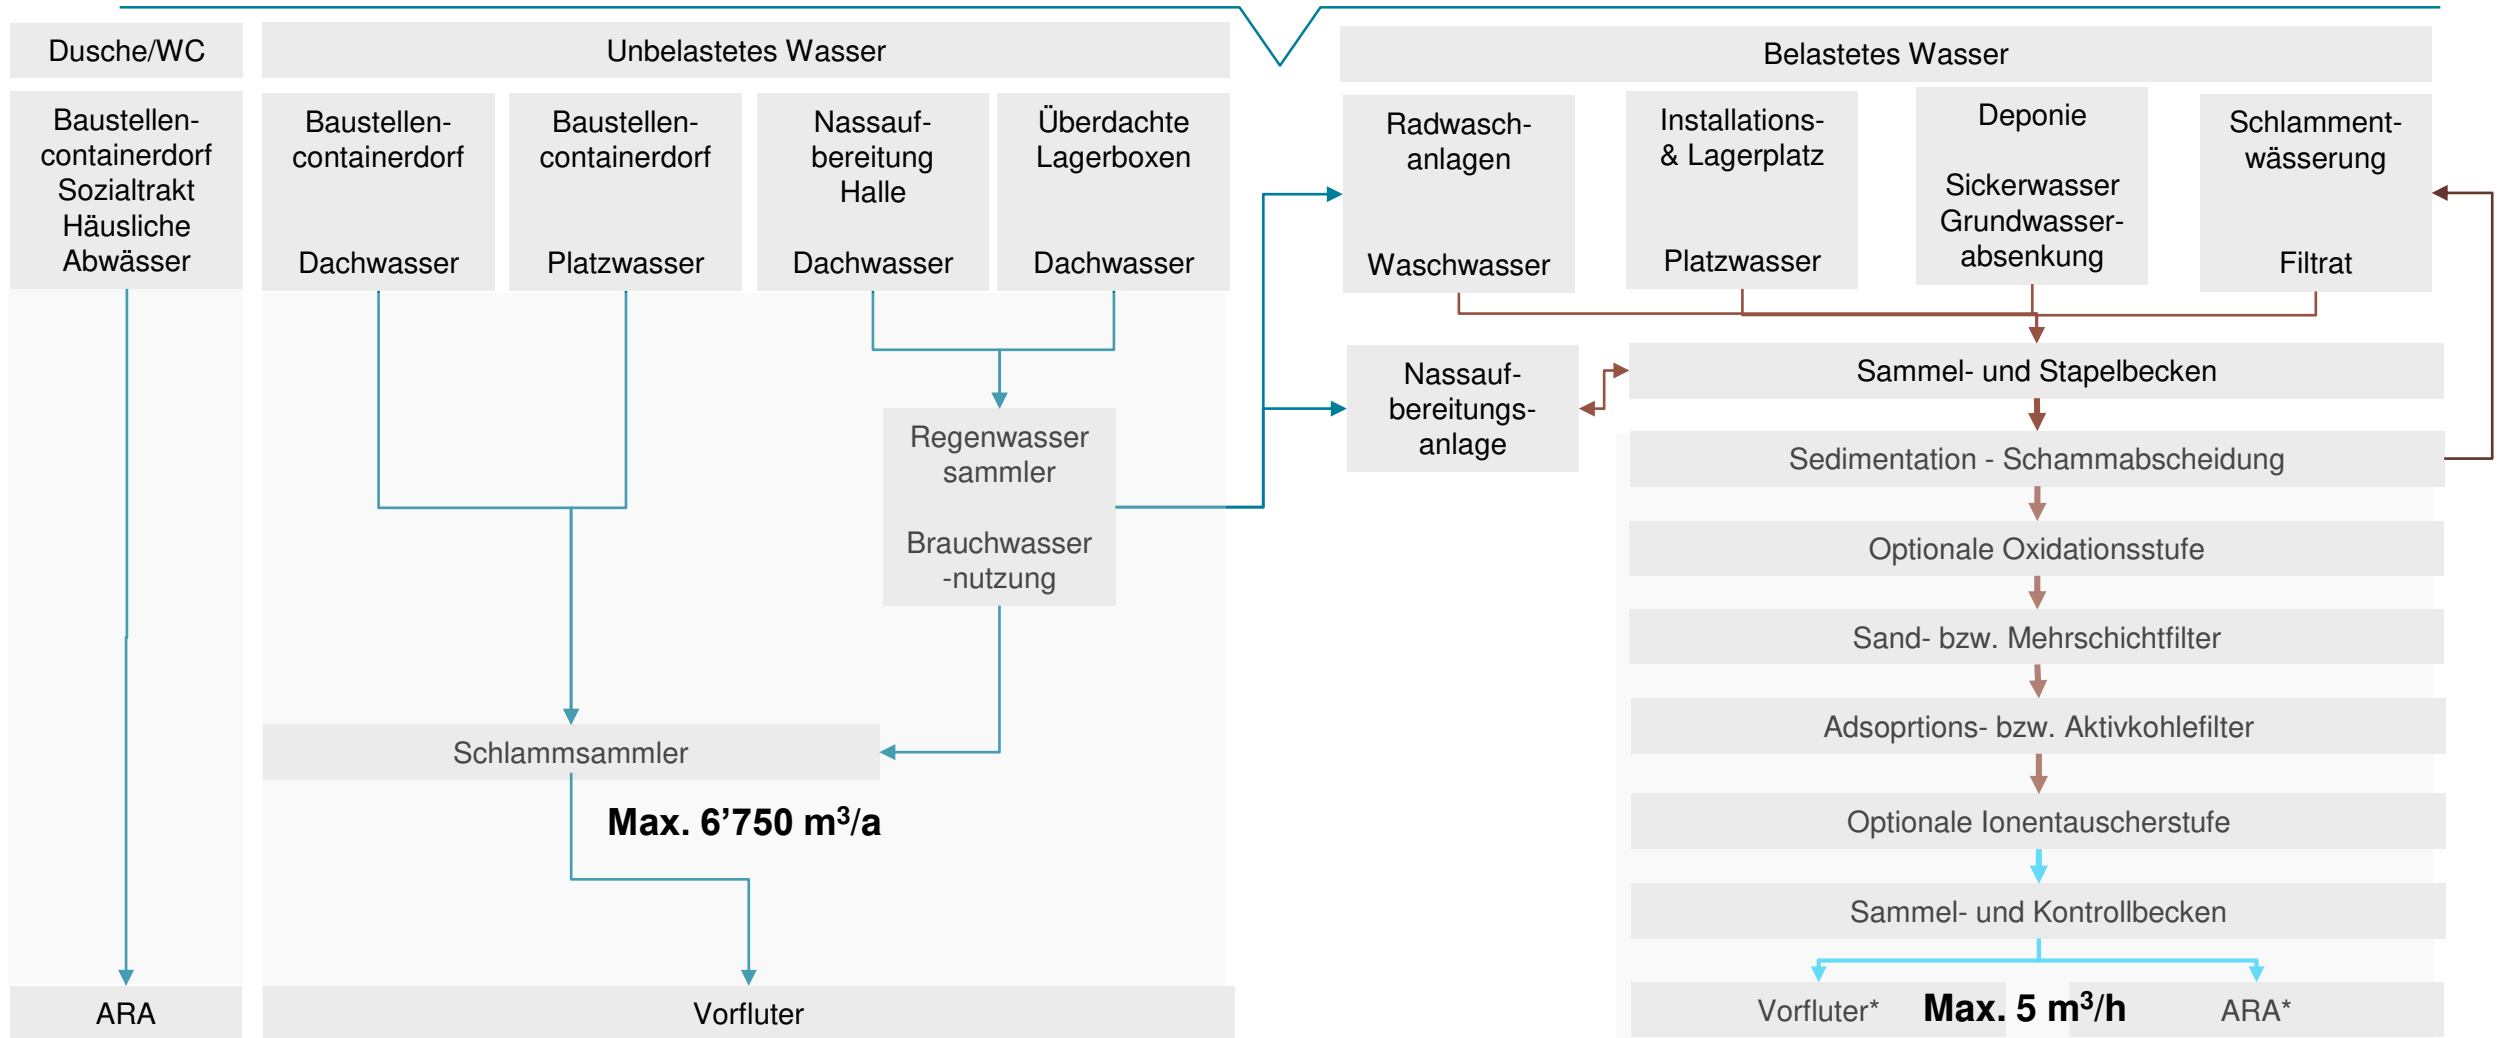 Dusche/WC
Unbelastetes Wasser
Belastetes Wasser
Baustellen-
containerdorf
Sozialtrakt
Häusliche
Abwässer
Baustellen-
containerdorf
Dachwasser
Baustellen-
containerdorf
Platzwasser
Nassauf-
bereitung
Halle
Dachwasser
Überdachte
Lagerboxen
Dachwasser
Radwasch-
anlagen
Waschwasser
Installations-
& Lagerplatz
Platzwasser
Deponie
Sickerwasser
Grundwasser-
absenkung
Schlamment-
wässerung
Filtrat
Regenwasser
sammler
Brauchwasser
-nutzung
Nassauf-
bereitungs-
anlage
Sammel- und Stapelbecken
Sedimentation - Schammabscheidung
Optionale Oxidationsstufe
Sand- bzw. Mehrschichtfilter
Adsoprtions- bzw. Aktivkohlefilter
Optionale Ionentauscherstufe
Sammel- und Kontrollbecken
Schlammsammler
Max. 6’750 m³/a
ARA
Vorfluter
Vorfluter*
Max. 5 m³/h
ARA*